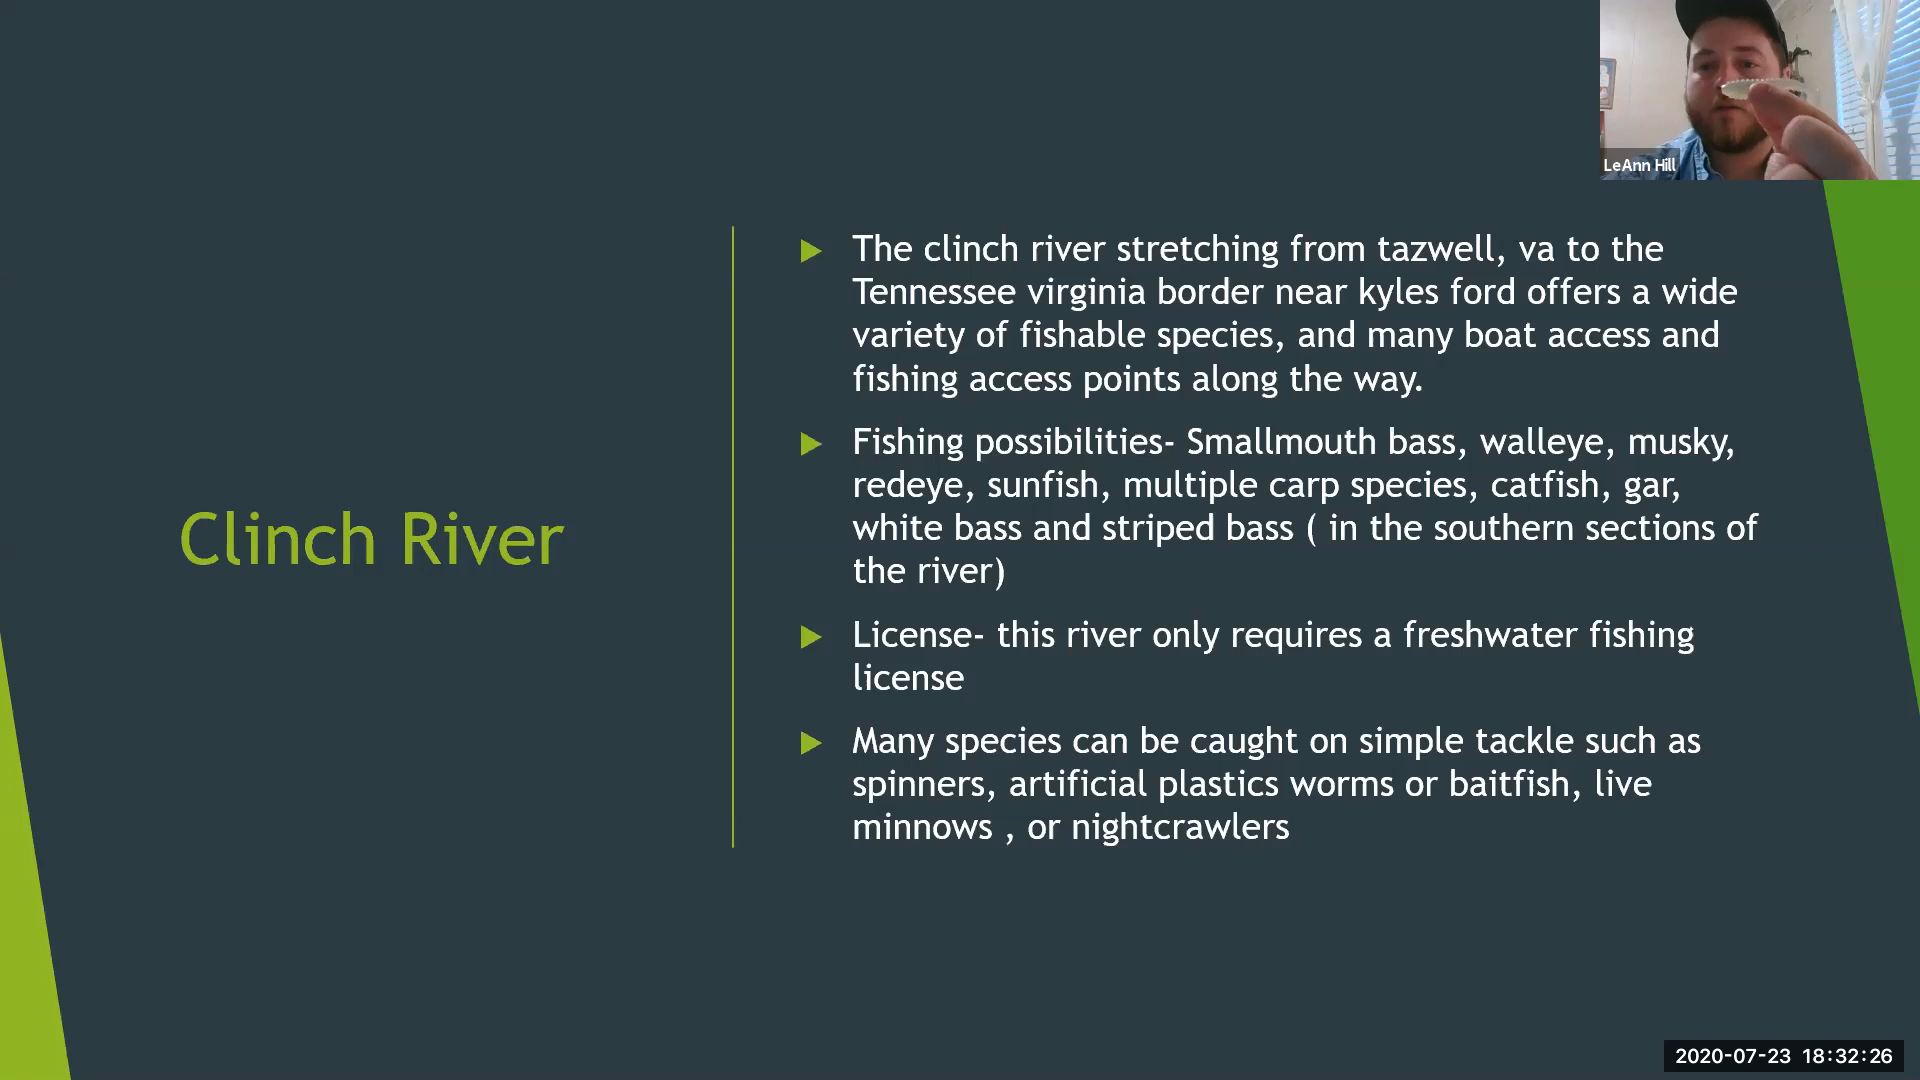 LeAnn Hill
Clinch River
The clinch river stretching from tazwell, va to the
Tennessee virginia border near kyles ford offers a wide
variety of fishable species, and many boat access and
fishing access points along the way.
Fishing possibilities- Smallmouth bass, walleye, musky,
redeye, sunfish, multiple carp species, catfish, gar,
white bass and striped bass ( in the southern sections of
the river)
License- this river only requires a freshwater fishing
license
Many species can be caught on simple tackle such as
spinners, artificial plastics worms or baitfish, live
minnows , or nightcrawlers
2020-07-23 18:32:26